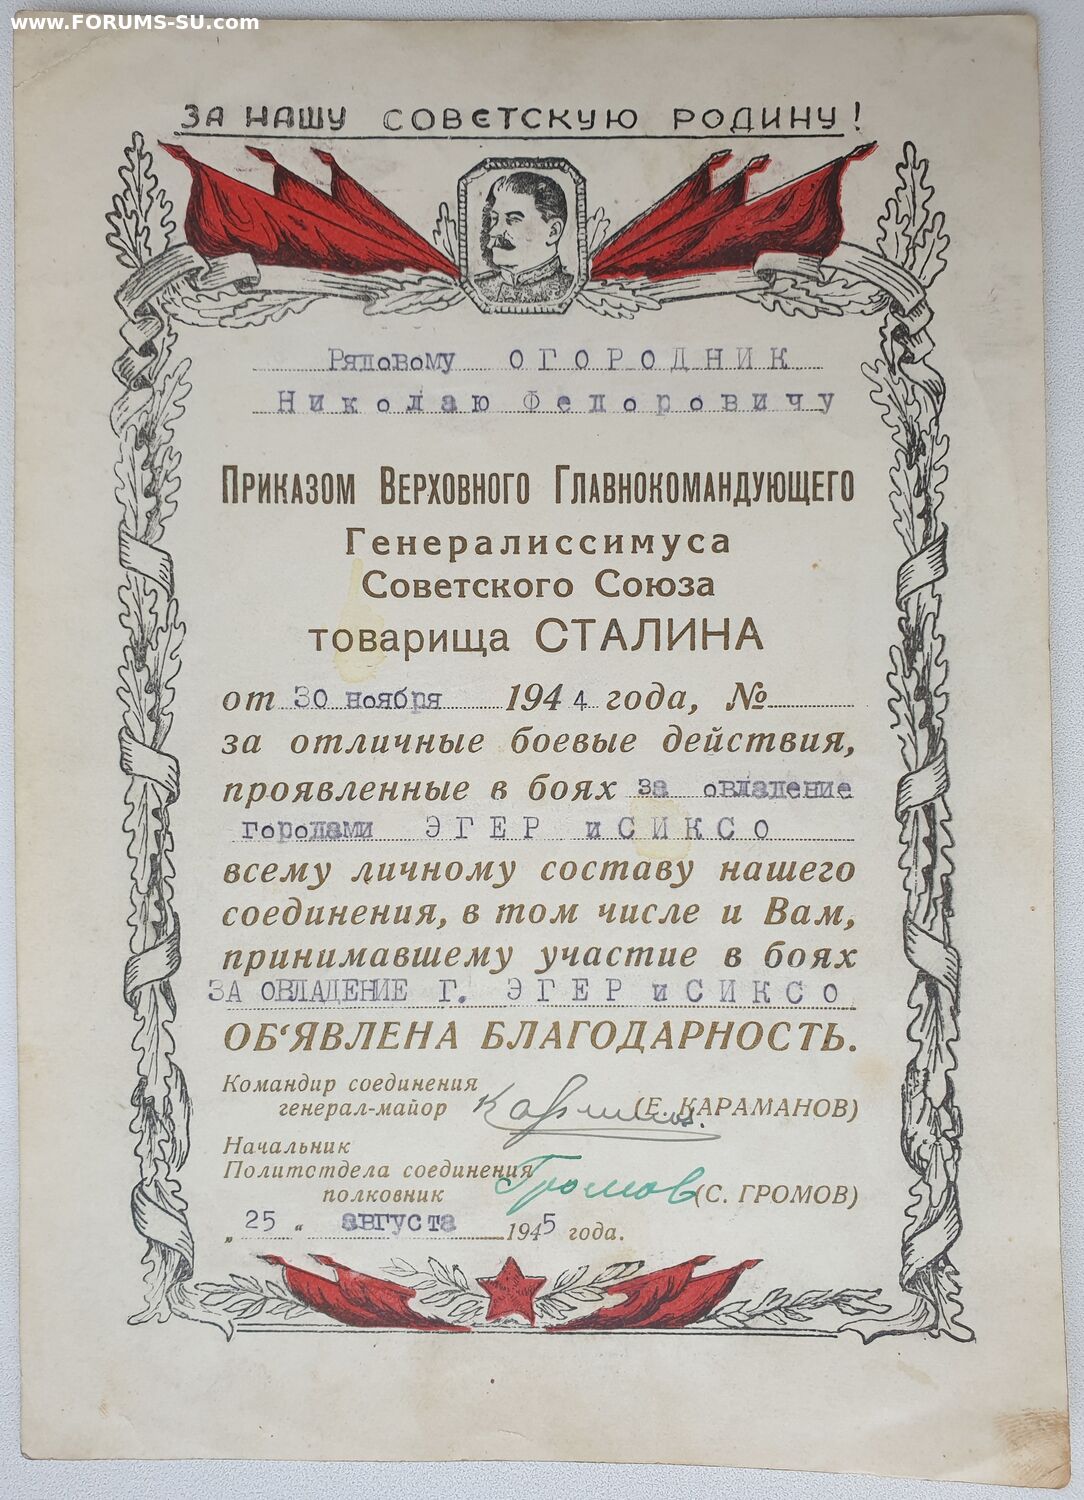 www.FORUMS-SU.com
ЗА НАШУ СОВЕТСКУЮ РОДИНУ!
Рядовому ОГОРОДНИК
Николаю Федоровичу
Приказом Верховного Главнокомандующего
Генералиссимуса
Советского Союза
товарища СТАЛИНА
от 30 ноября 1944 года, №
за отличные боевые действия,
проявленные в боях за овладение
городами ЭГЕР иСИКСО
всему личному составу нашего
соединения, в том числе и Вам,
принимавшему участие в боях
ЗА ОВЛАДЕНИЕ Г. ЭГЕР иСИКСО
ОБ‘ЯВЛЕНА БЛАГОДАРНОСТЬ.
Командир соединения
генерал-майор (Е. КАРАМАНОВ)
Начальник
Политотдела соединения
полковник Громов (С. ГРОМОВ)
„25“ августа 1945 года.